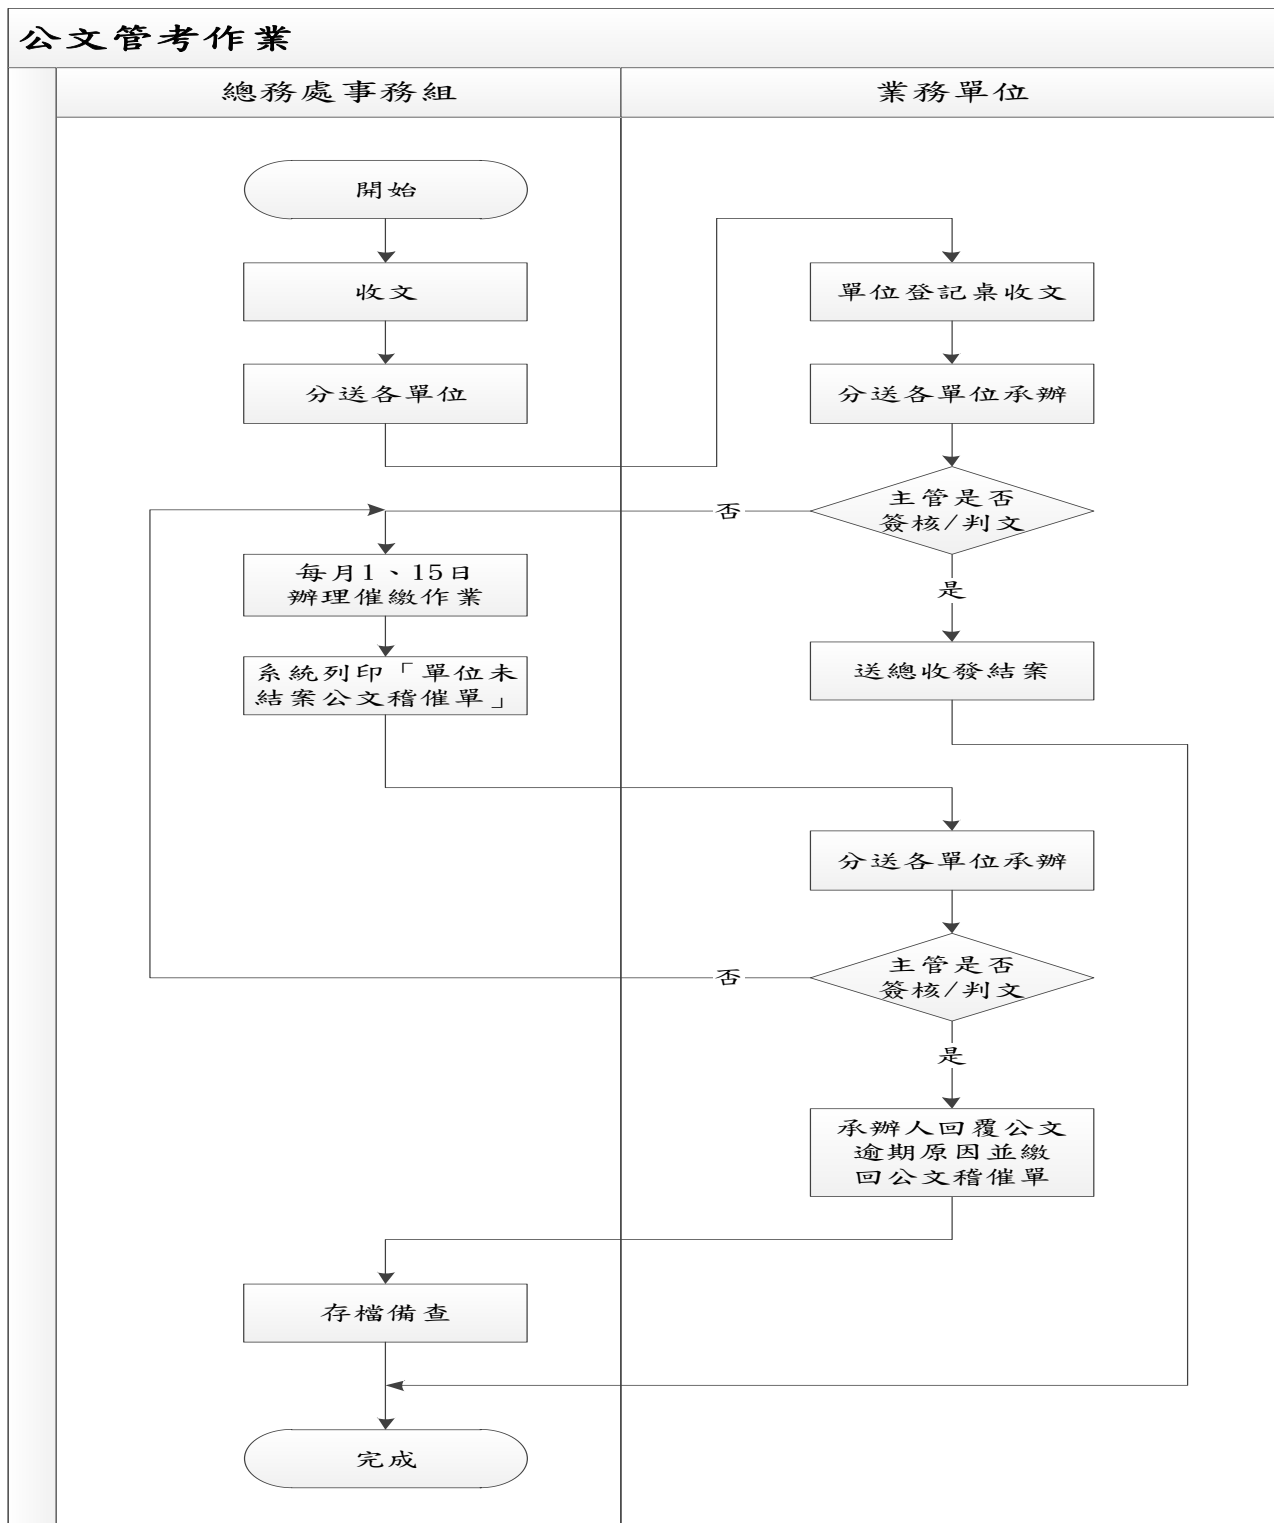 公文管考作業
總務處事務組
業務單位
開始
收文
分送各單位
單位登記桌收文
分送各單位承辦
主管是否
簽核/判文
否
是
每月1、15日
辦理催繳作業
系統列印「單位未
結案公文稽催單」
送總收發結案
分送各單位承辦
主管是否
簽核/判文
否
是
承辦人回覆公文
逾期原因並繳
回公文稽催單
存檔備查
完成